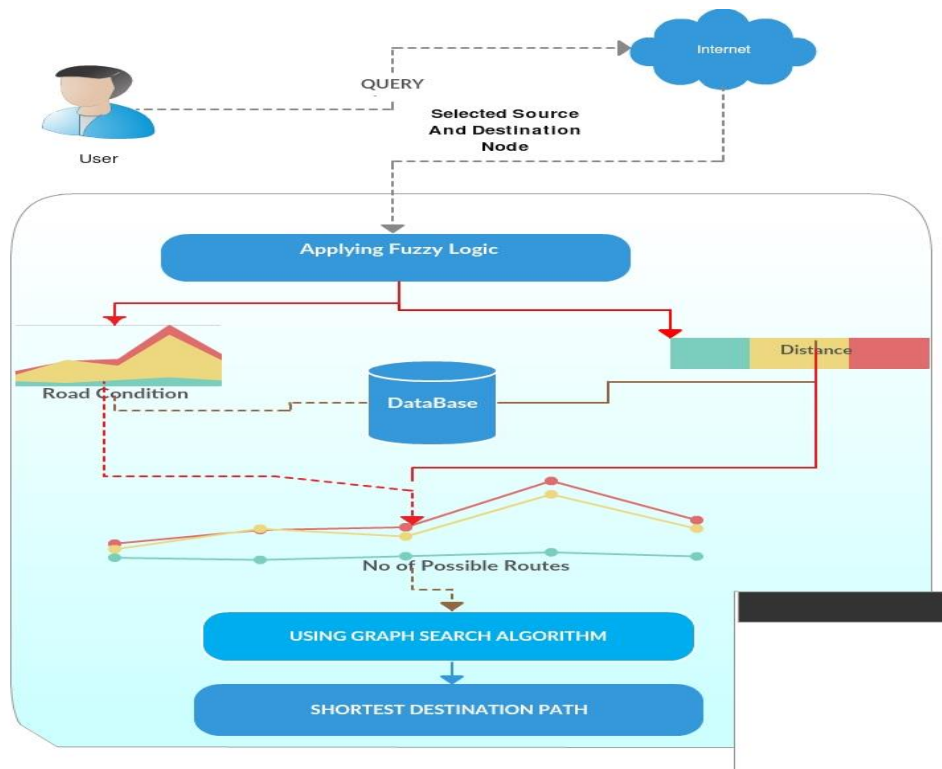 Internet
QUERY
Selected Source
And Destination
Node
User
Applying Fuzzy Logic
Distance
Road Condition
DataBase
No of Possible Routes
USING GRAPH SEARCH ALGORITHM
SHORTEST DESTINATION PATH